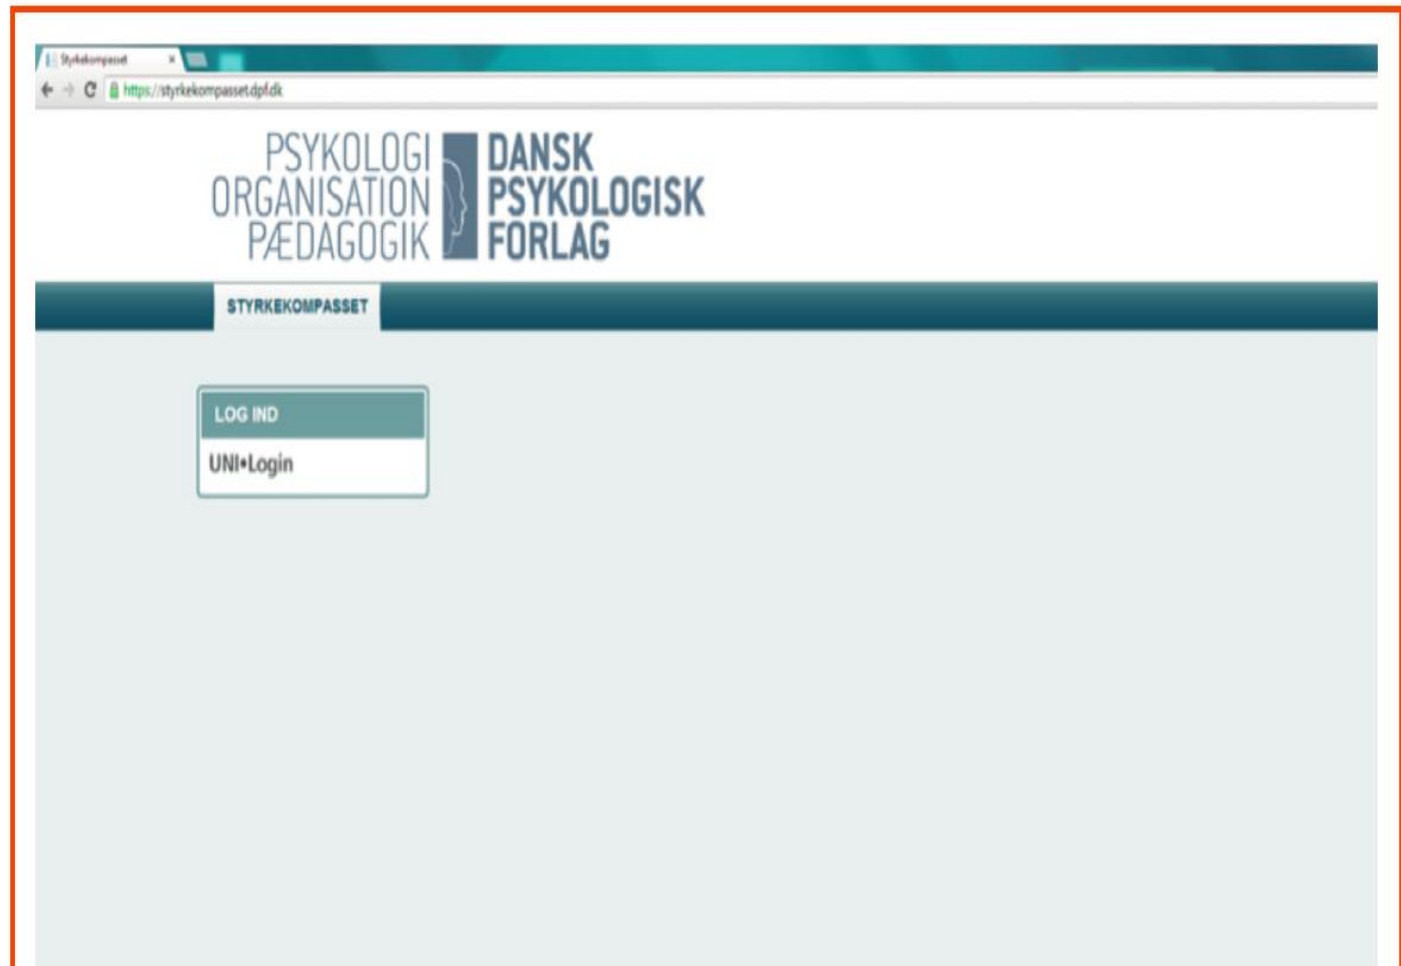 Styrkekompasset
https://styrkekompasset.dpf.dk
PSYKOLOGI
ORGANISATION
PÆDAGOGIK
DANSK
PSYKOLOGISK
FORLAG
STYRKEKOMPASSET
LOG IND
UNI•Login